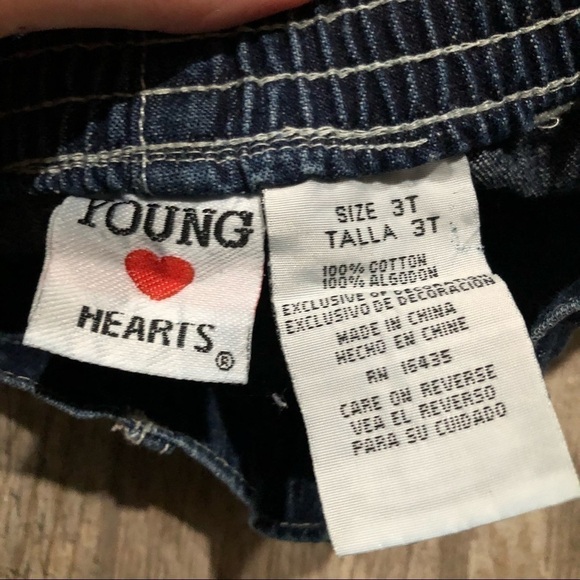 YOUNG
HEARTS®
SIZE 3T
TALLA 3T
100% COTTON
100% ALGODON
EXCLUSIVE OF DECORATION
EXCLUSIVO DE DECORACION
MADE IN CHINA
HECHO EN CHINE
RN 16435
CARE ON REVERSE
VEA EL REVERSO
PARA SU CUIDADO